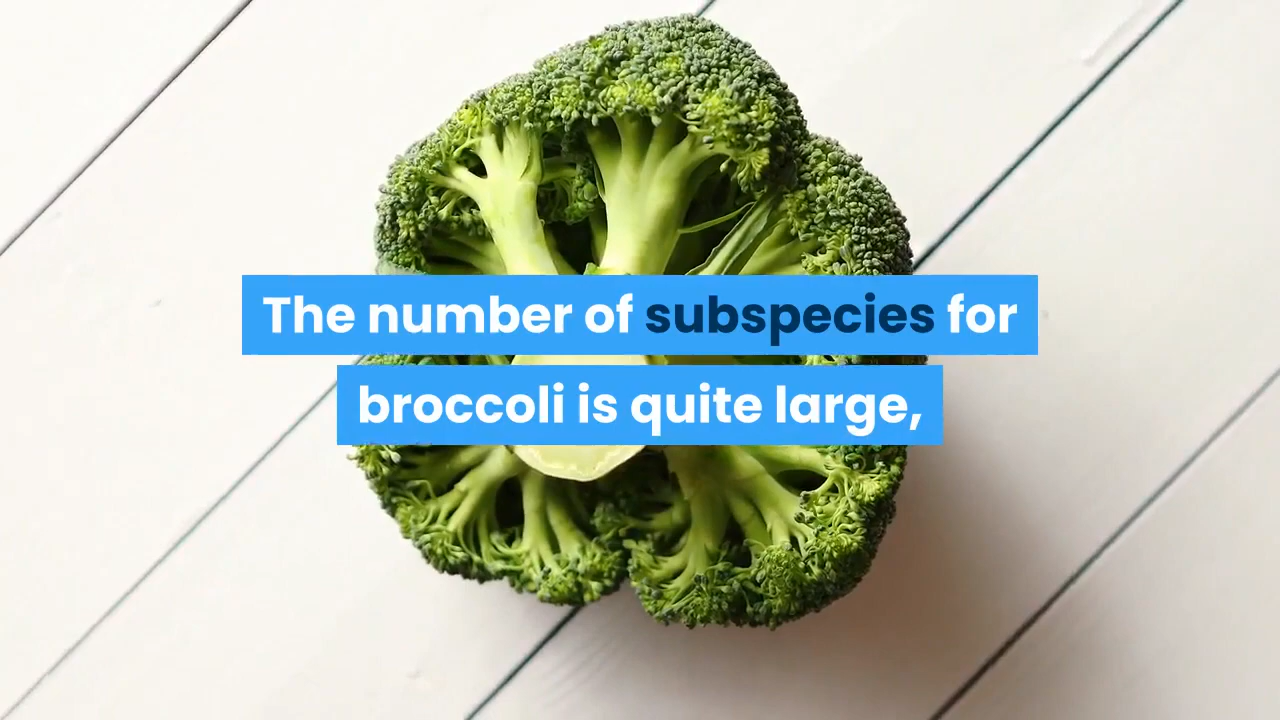 The number of subspecies for
broccoli is quite large,